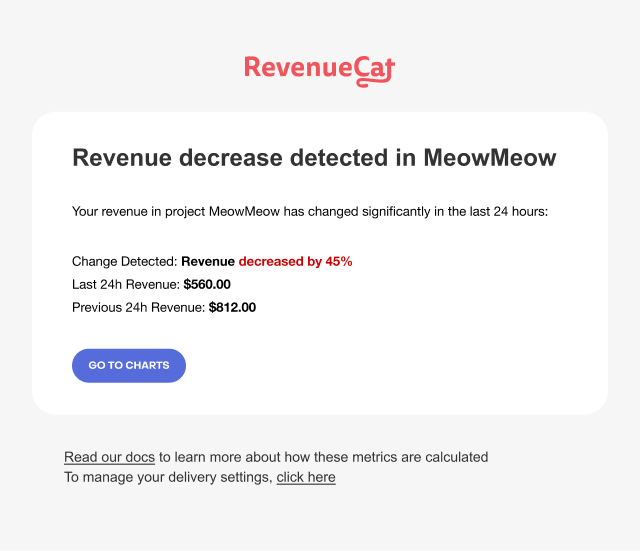 RevenueCat
Revenue decrease detected in MeowMeow
Your revenue in project MeowMeow has changed significantly in the last 24 hours:
Change Detected: Revenue decreased by 45%
Last 24h Revenue: $560.00
Previous 24h Revenue: $812.00
GO TO CHARTS
Read our docs to learn more about how these metrics are calculated
To manage your delivery settings, click here